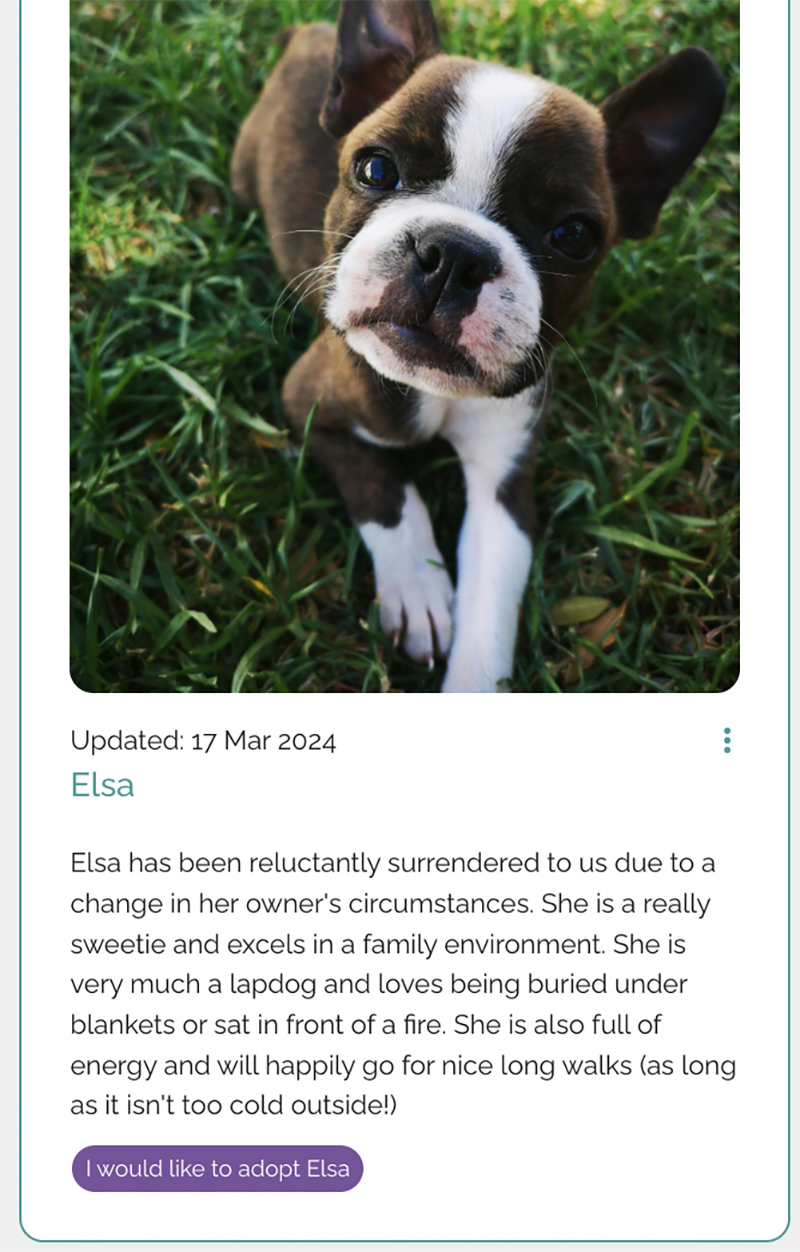 Updated: 17 Mar 2024
Elsa
Elsa has been reluctantly surrendered to us due to a
change in her owner's circumstances. She is a really
sweetie and excels in a family environment. She is
very much a lapdog and loves being buried under
blankets or sat in front of a fire. She is also full of
energy and will happily go for nice long walks (as long
as it isn't too cold outside!)
I would like to adopt Elsa